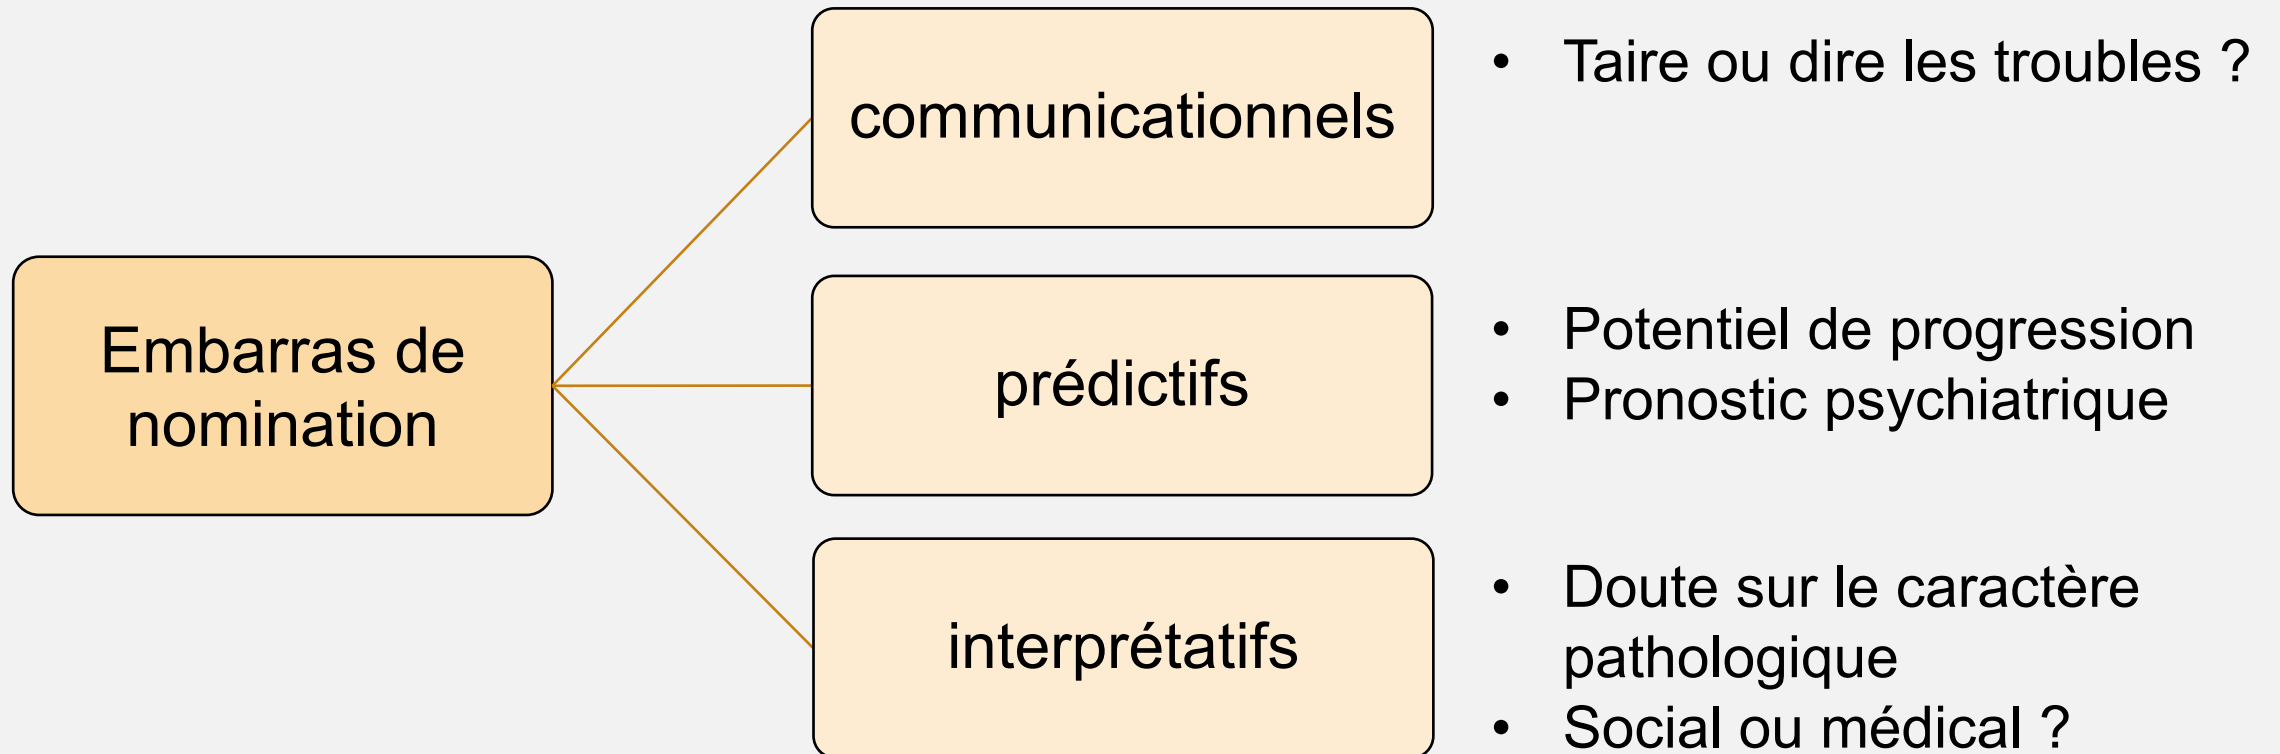 Embarras de
nomination
communicationnels
• Taire ou dire les troubles ?
prédictifs
• Potentiel de progression
• Pronostic psychiatrique
interprétatifs
• Doute sur le caractère
pathologique
• Social ou médical ?